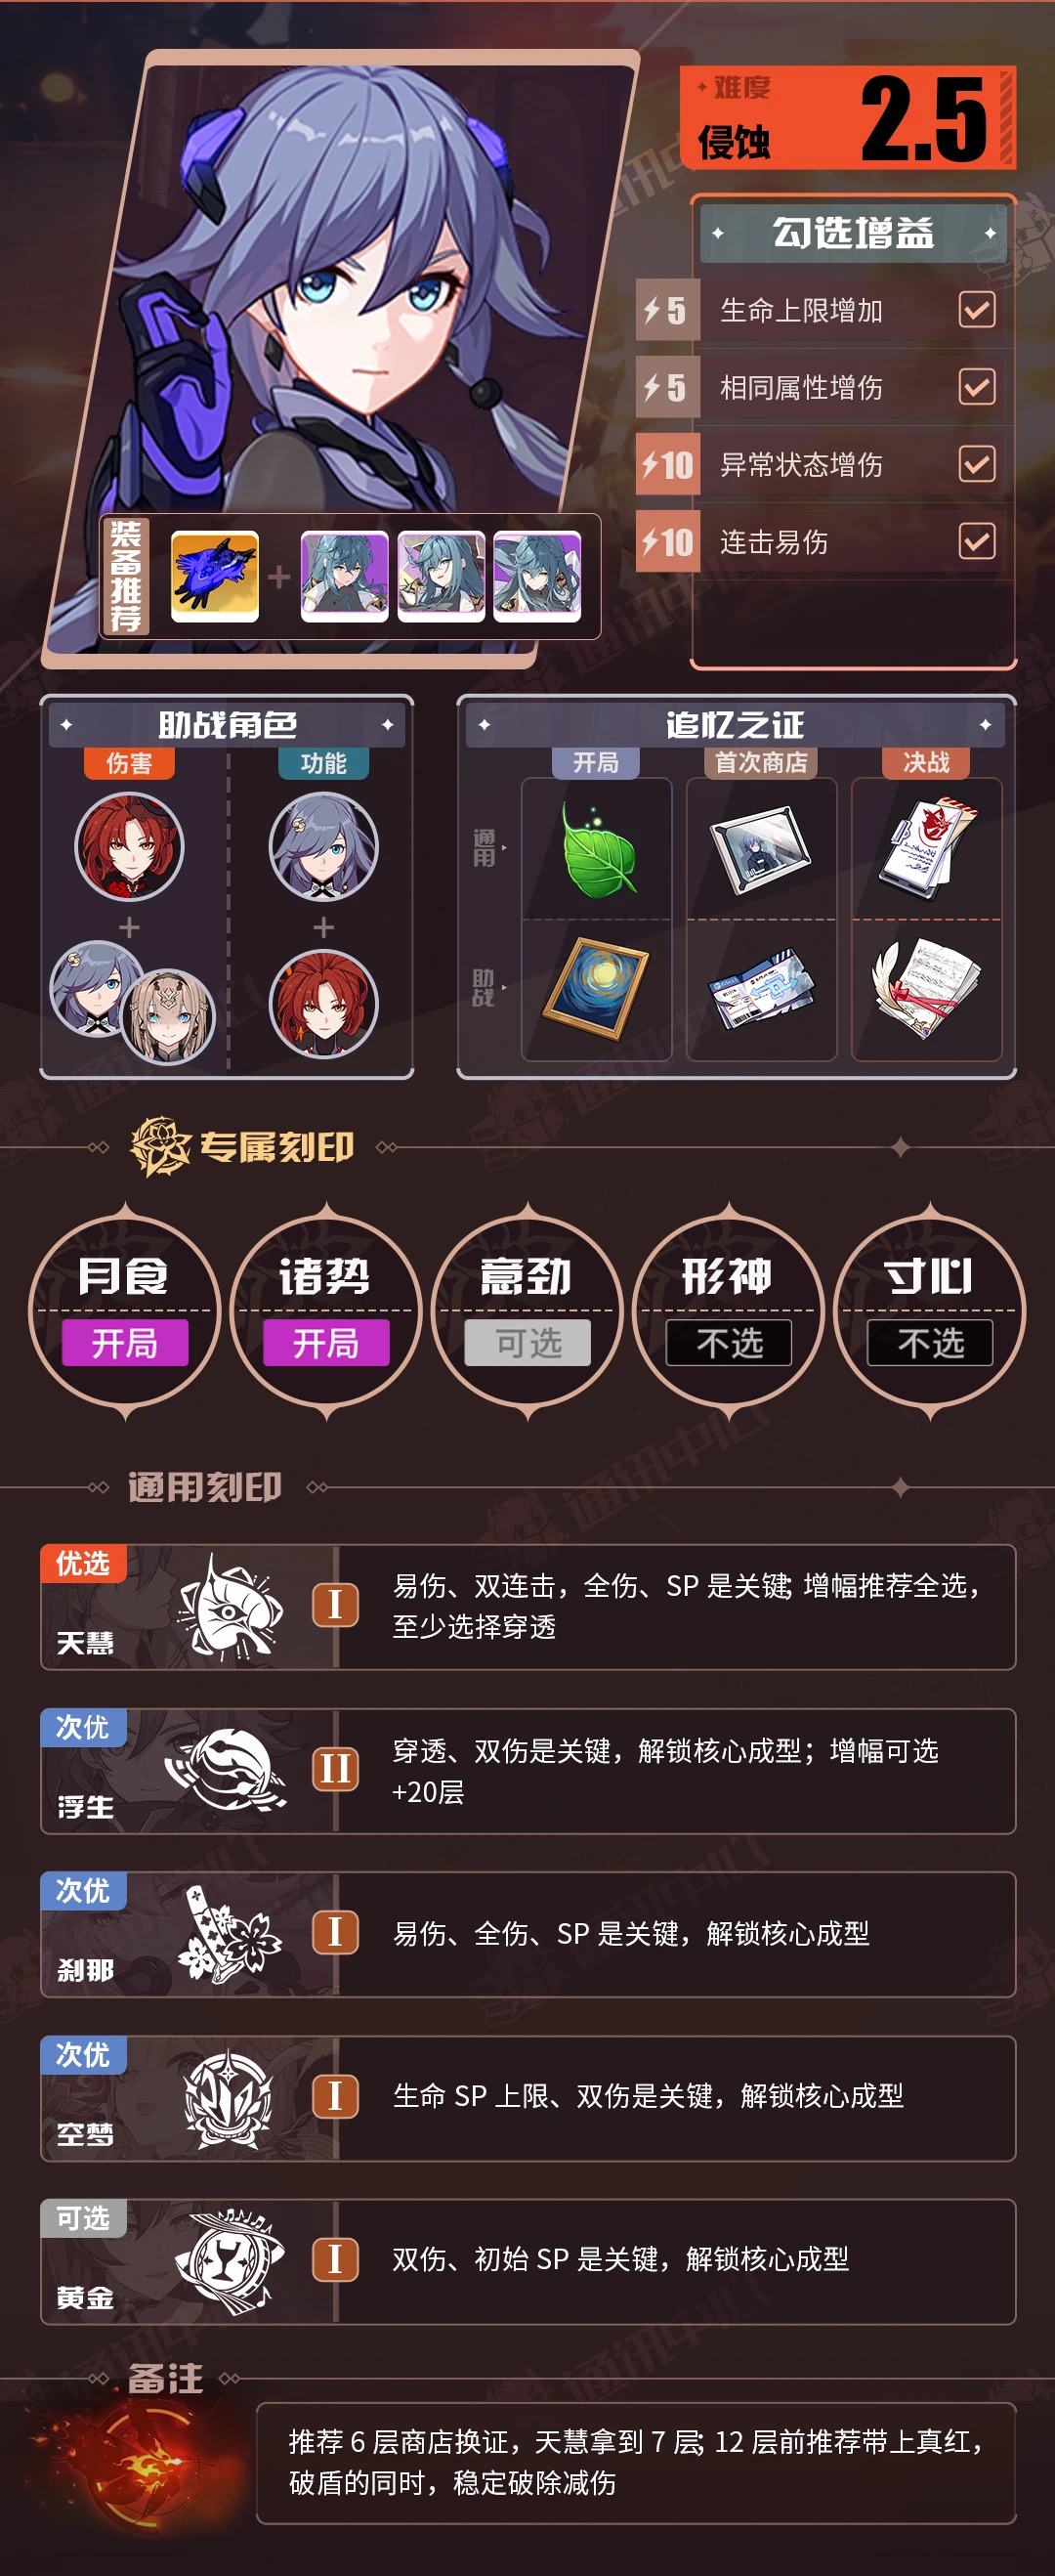 难度
侵蚀
2.5
勾选增益
5 生命上限增加
5 相同属性增伤
10 异常状态增伤
10 连击易伤
装备推荐
助战角色
伤害
功能
追忆之证
开局
首次商店
决战
通用
助战
专属刻印
月食
开局
诸势
开局
意劲
可选
形神
不选
寸心
不选
通用刻印
优选
天慧
I
易伤、双连击，全伤、SP 是关键；增幅推荐全选，
至少选择穿透
次优
浮生
II
穿透、双伤是关键，解锁核心成型；增幅可选
+20层
次优
刹那
I
易伤、全伤、SP 是关键，解锁核心成型
次优
空梦
I
生命 SP 上限、双伤是关键，解锁核心成型
可选
黄金
I
双伤、初始 SP 是关键，解锁核心成型
备注
推荐 6 层商店换证，天慧拿到 7 层；12 层前推荐带上真红，
破盾的同时，稳定破除减伤